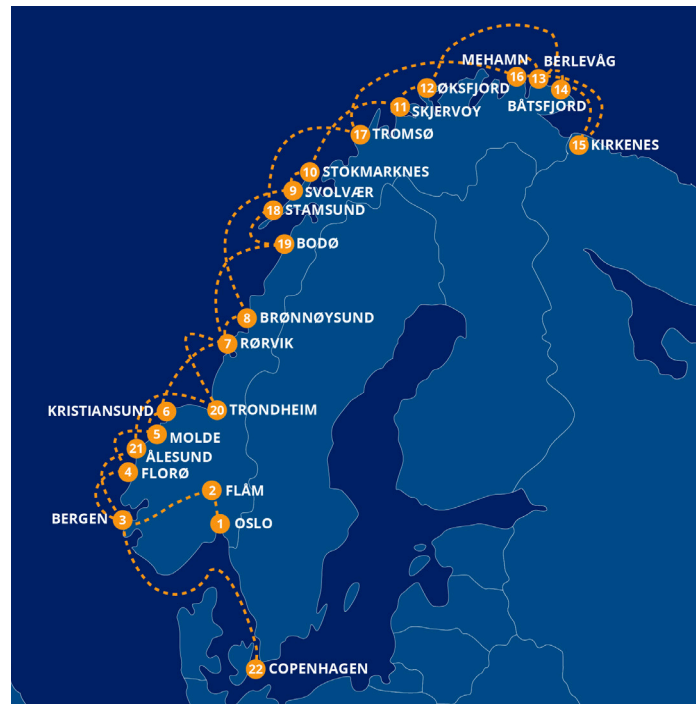 MEHAMN
BERLEVÅG
16
13
12
ØKSFJORD
14
BÅTSFJORD
11
SKJERVOY
17
TROMSØ
15
KIRKENES
10
STOKMARKNES
9
SVOLVÆR
18
STAMSUND
19
BODØ
8
BRØNNØYSUND
7
RØRVIK
KRISTIANSUND
6
20
TRONDHEIM
5
MOLDE
21
ÅLESUND
4
FLORØ
2
FLÅM
BERGEN
3
1
OSLO
22
COPENHAGEN